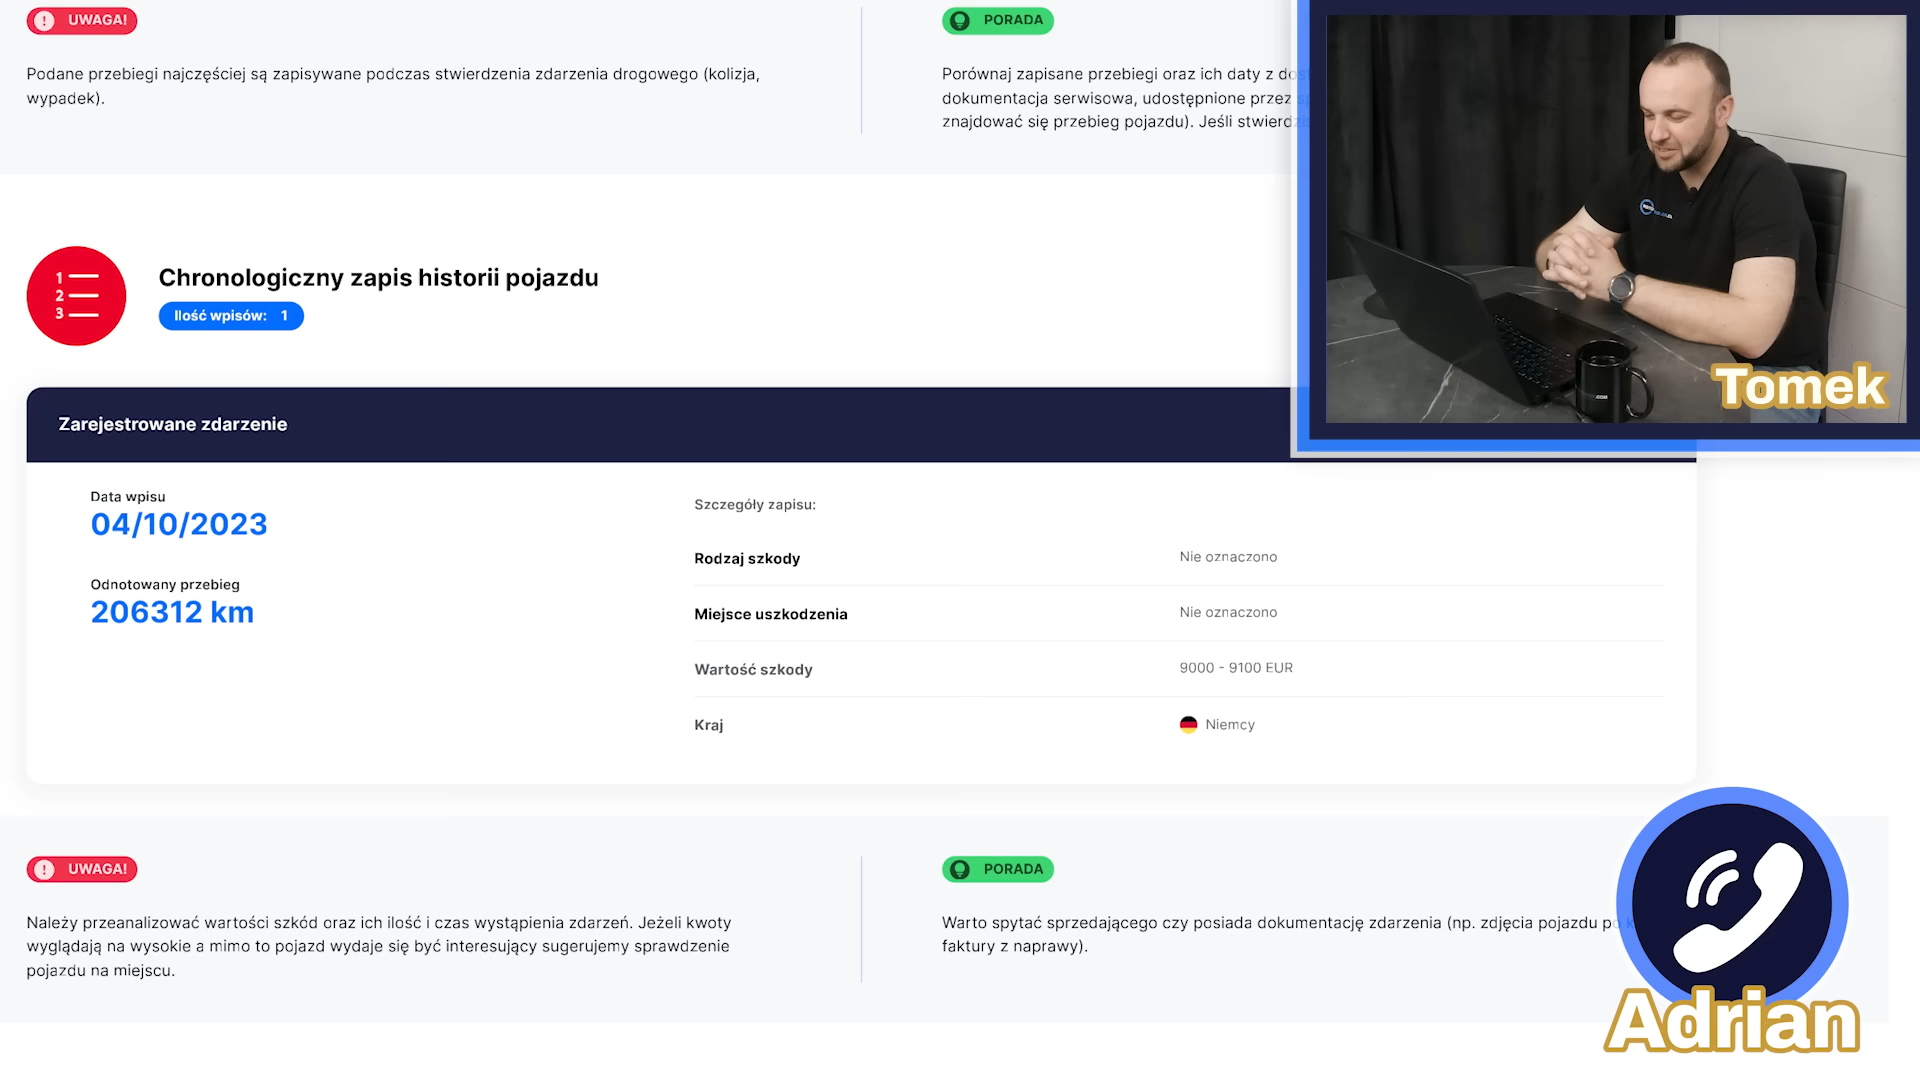 UWAGA!
Podane przebiegi najczęściej są zapisywane podczas stwierdzenia zdarzenia drogowego (kolizja,
wypadek).
PORADA
Porównaj zapisane przebiegi oraz ich daty z
dokumentacja serwisowa, udostępnione przez
znajdować się przebieg pojazdu). Jeśli
Tomek
Chronologiczny zapis historii pojazdu
Ilość wpisów: 1
Zarejestrowane zdarzenie
Data wpisu
04/10/2023
Odnotowany przebieg
206312 km
Szczegóły zapisu:
Rodzaj szkody Nie oznaczono
Miejsce uszkodzenia Nie oznaczono
Wartość szkody 9000 - 9100 EUR
Kraj Niemcy
UWAGA!
Należy przeanalizować wartości szkód oraz ich ilość i czas wystąpienia zdarzeń. Jeżeli kwoty
wyglądają na wysokie a mimo to pojazd wydaje się być interesujący sugerujemy sprawdzenie
pojazdu na miejscu.
PORADA
Warto spytać sprzedającego czy posiada dokumentację zdarzenia (np. zdjęcia pojazdu po
faktury z naprawy).
Adrian